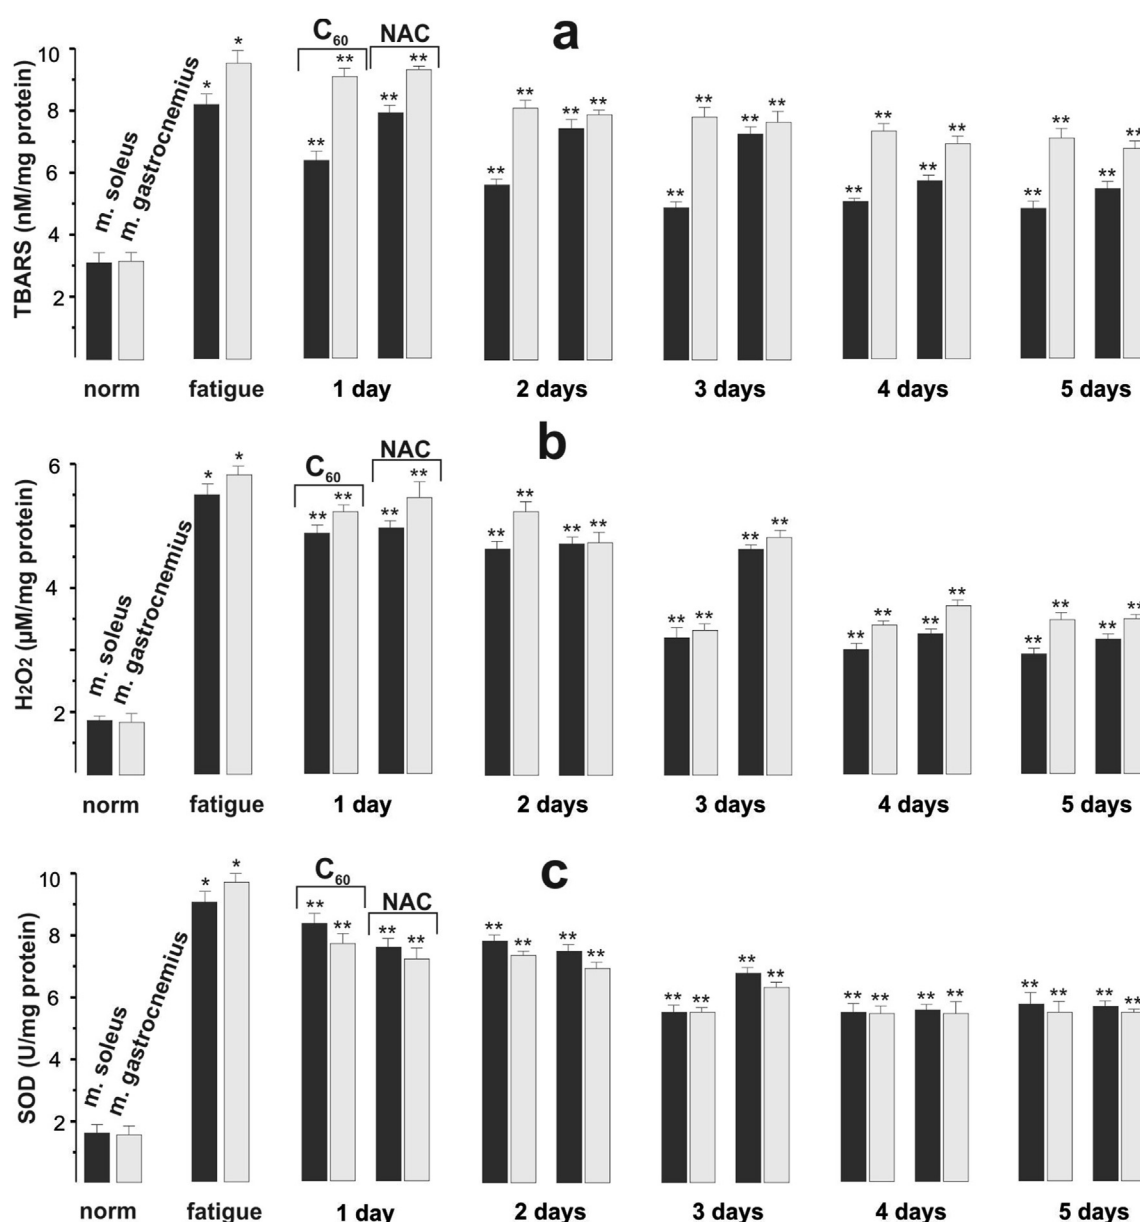 a
C60 NAC
TBARS (nM/mg protein)
10
8
6
4
2
m. soleus
m. gastrocnemius
* *
** ** ** **
** ** ** **
** ** ** **
** ** ** **
** ** ** **
norm fatigue 1 day 2 days 3 days 4 days 5 days
b
C60 NAC
H2O2 (µM/mg protein)
6
4
2
m. soleus
m. gastrocnemius
* *
** ** ** **
** ** ** **
** ** ** **
** ** ** **
** ** ** **
norm fatigue 1 day 2 days 3 days 4 days 5 days
c
C60 NAC
SOD (U/mg protein)
10
8
6
4
2
m. soleus
m. gastrocnemius
* *
** ** ** **
** ** ** **
** ** ** **
** ** ** **
** ** ** **
norm fatigue 1 day 2 days 3 days 4 days 5 days